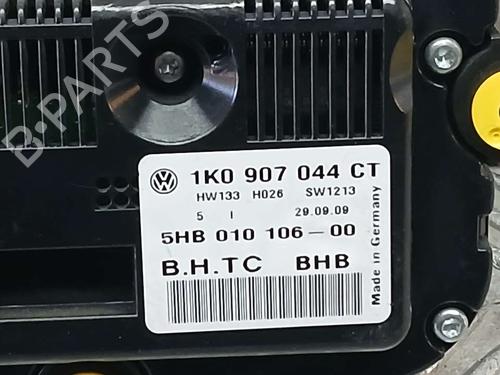 B-PARTS
1K0 907 044 CT
HW133 H026 SW1213
5 I 29.09.09
5HB 010 106-00
B.H.TC BHB
Made in Germany